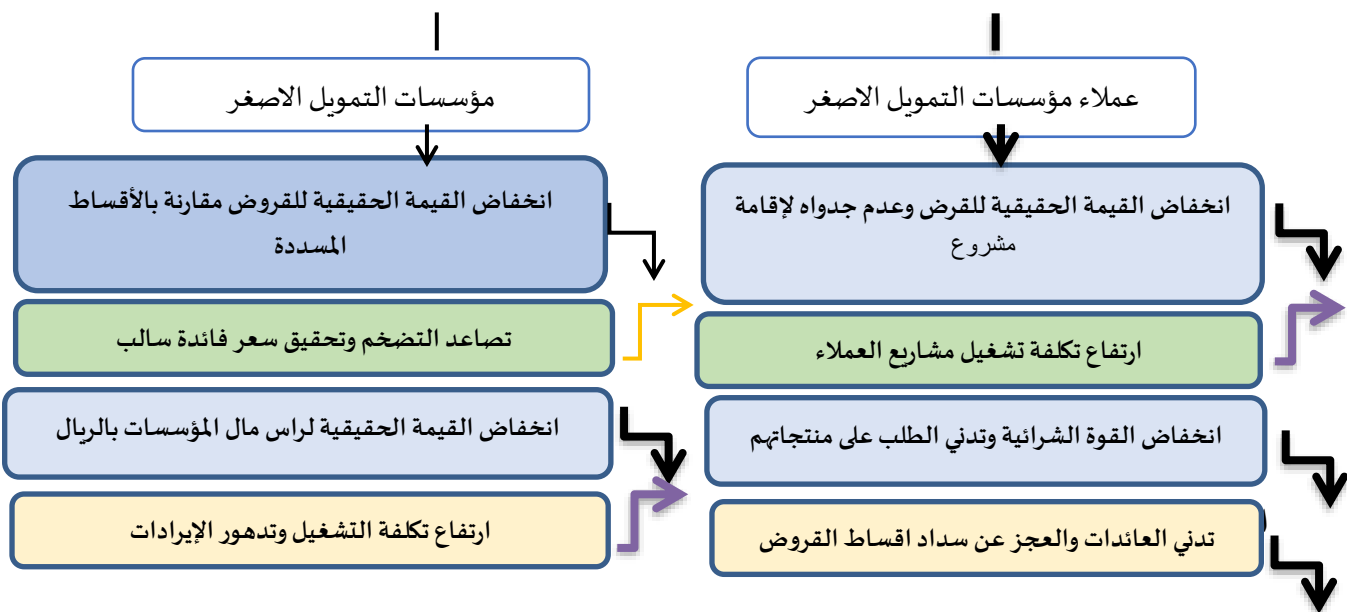 عملاء مؤسسات التمويل الاصغر
انخفاض القيمة الحقيقية للقرض وعدم جدواه لإقامة
مشروع
ارتفاع تكلفة تشغيل مشاريع العملاء
انخفاض القوة الشرائية وتدني الطلب على منتجاتهم
تدني العائدات والعجز عن سداد اقساط القروض
مؤسسات التمويل الاصغر
انخفاض القيمة الحقيقية للقروض مقارنة بالأقساط
المسددة
تصاعد التضخم وتحقيق سعر فائدة سالب
انخفاض القيمة الحقيقية لراس مال المؤسسات بالريال
ارتفاع تكلفة التشغيل وتدهور الإيرادات